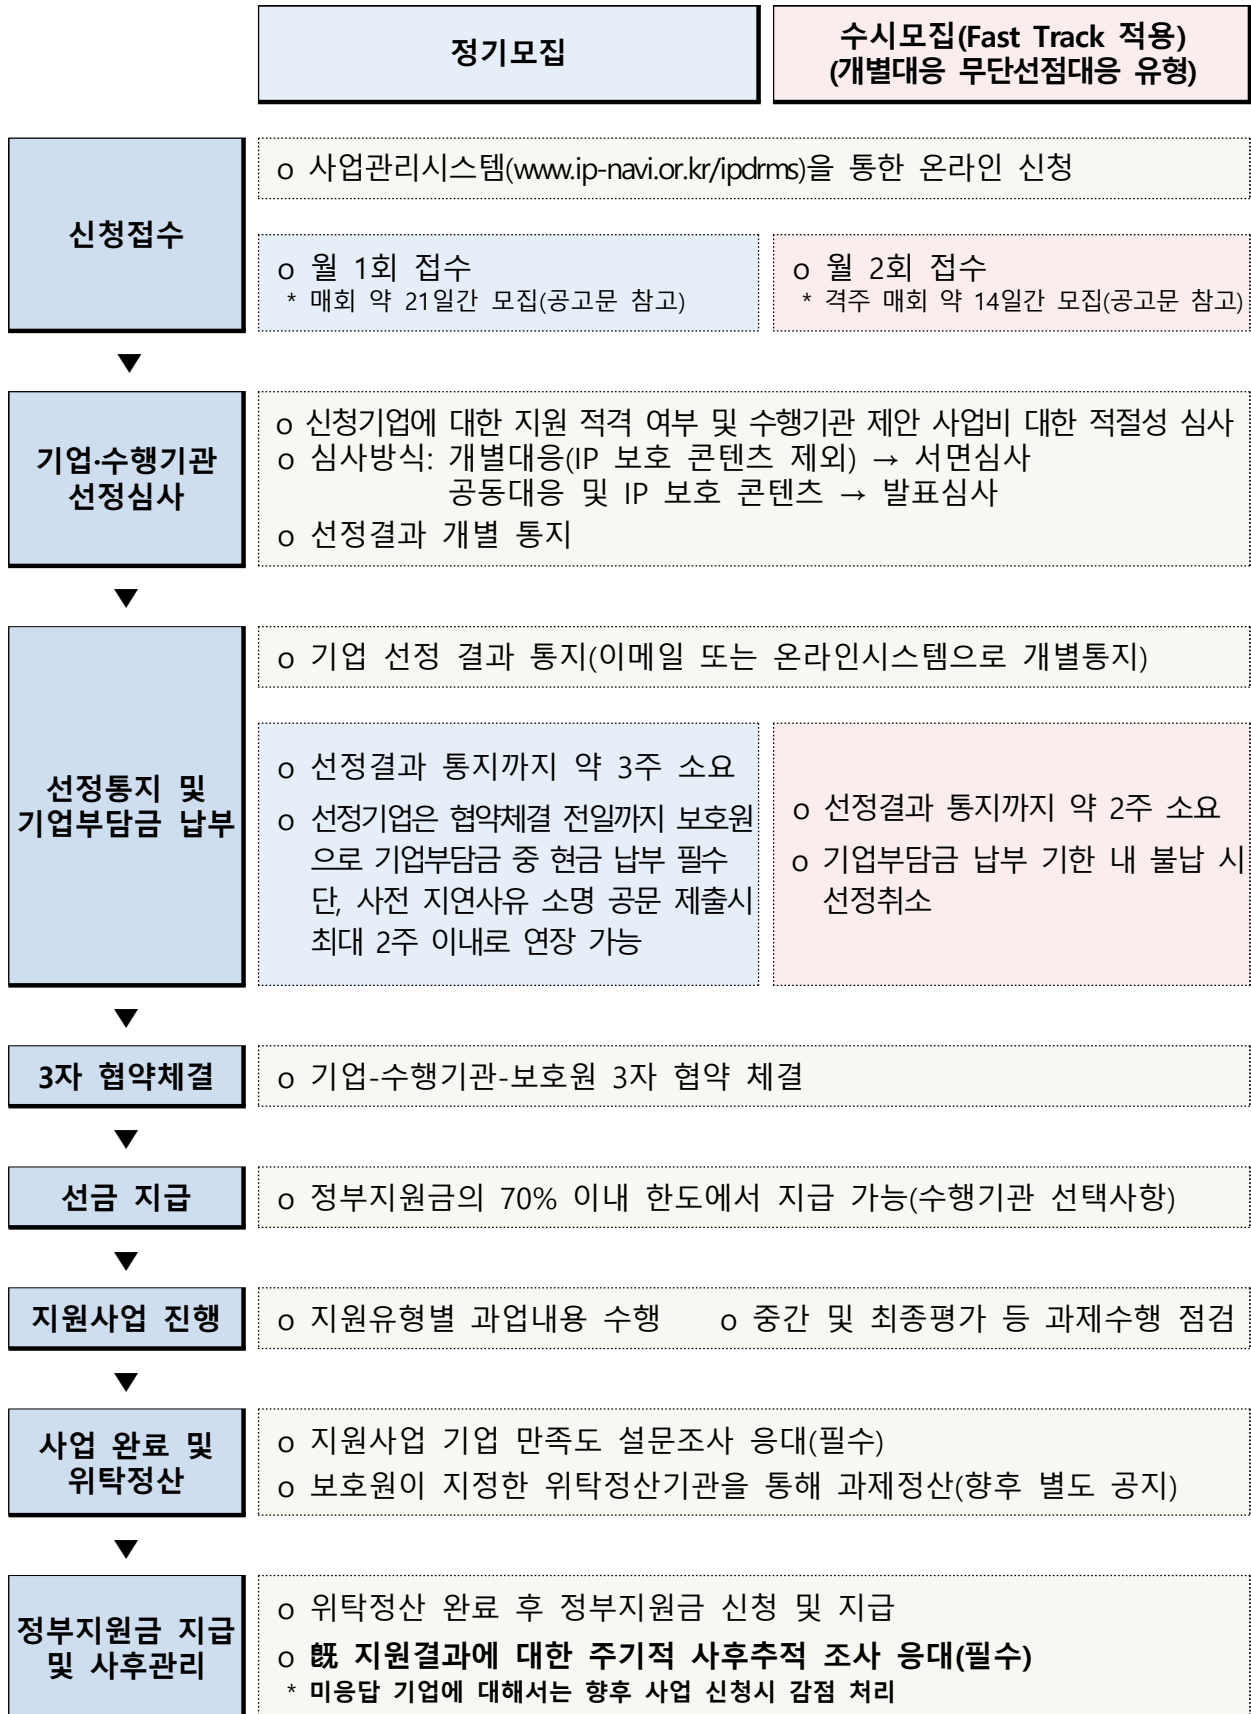 정기모집
수시모집(Fast Track 적용)
(개별대응 무단선점대응 유형)
신청접수
o 사업관리시스템(www.ip-navi.or.kr/ipdrms)을 통한 온라인 신청
o 월 1회 접수
* 매회 약 21일간 모집(공고문 참고)
o 월 2회 접수
* 격주 매회 약 14일간 모집(공고문 참고)
▼
기업·수행기관
선정심사
o 신청기업에 대한 지원 적격 여부 및 수행기관 제안 사업비 대한 적절성 심사
o 심사방식: 개별대응(IP 보호 콘텐츠 제외) → 서면심사
공동대응 및 IP 보호 콘텐츠 → 발표심사
o 선정결과 개별 통지
▼
선정통지 및
기업부담금 납부
o 기업 선정 결과 통지(이메일 또는 온라인시스템으로 개별통지)
o 선정결과 통지까지 약 3주 소요
o 선정기업은 협약체결 전일까지 보호원
으로 기업부담금 중 현금 납부 필수
단, 사전 지연사유 소명 공문 제출시
최대 2주 이내로 연장 가능
o 선정결과 통지까지 약 2주 소요
o 기업부담금 납부 기한 내 불납 시
선정취소
▼
3자 협약체결
o 기업-수행기관-보호원 3자 협약 체결
▼
선금 지급
o 정부지원금의 70% 이내 한도에서 지급 가능(수행기관 선택사항)
▼
지원사업 진행
o 지원유형별 과업내용 수행 o 중간 및 최종평가 등 과제수행 점검
▼
사업 완료 및
위탁정산
o 지원사업 기업 만족도 설문조사 응대(필수)
o 보호원이 지정한 위탁정산기관을 통해 과제정산(향후 별도 공지)
▼
정부지원금 지급
및 사후관리
o 위탁정산 완료 후 정부지원금 신청 및 지급
o 旣 지원결과에 대한 주기적 사후추적 조사 응대(필수)
* 미응답 기업에 대해서는 향후 사업 신청시 감점 처리